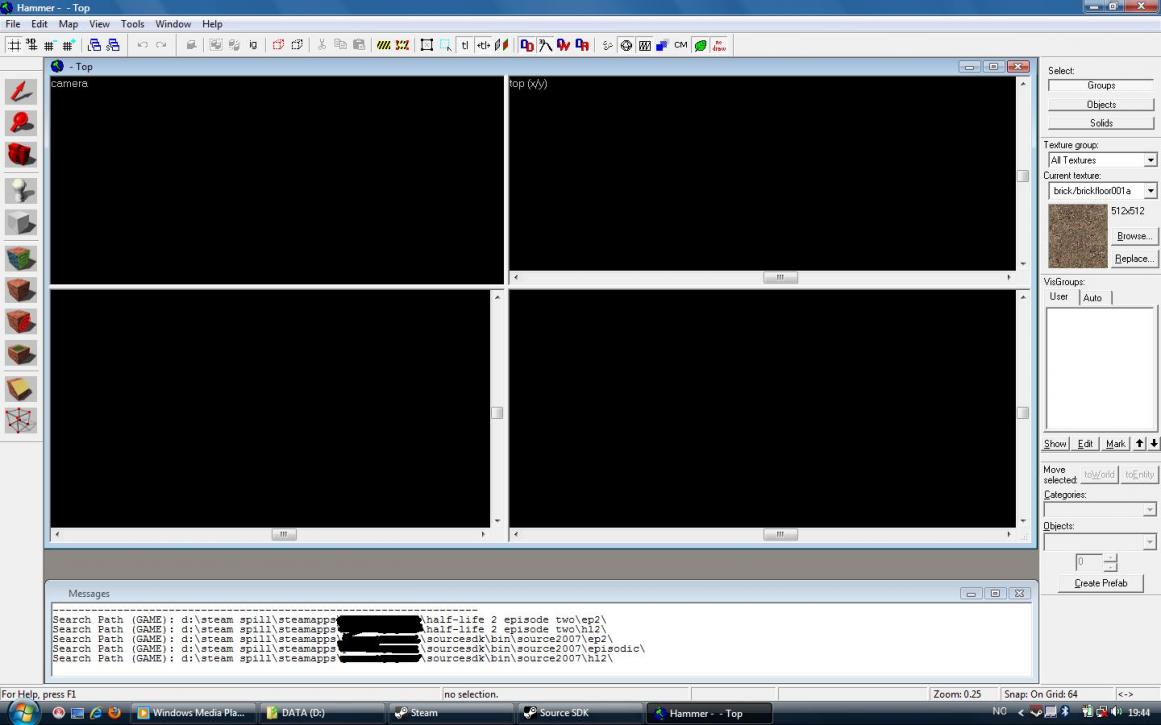 Hammer - - Top
File Edit Map View Tools Window Help
- Top
camera
top (x/y)
Select:
Groups
Objects
Solids
Texture group:
All Textures
Current texture:
brick/brickfloor001a
512x512
Browse...
Replace...
VisGroups:
User Auto
Show Edit Mark
Move selected: toWorld toEntity
Categories:
Objects:
0
Create Prefab
Messages
------------------------------------------------------------------
Search Path (GAME): d:\steam spill\steamapps \half-life 2 episode two\ep2\
Search Path (GAME): d:\steam spill\steamapps \half-life 2 episode two\hl2\
Search Path (GAME): d:\steam spill\steamapps \sourcesdk\bin\source2007\ep2\
Search Path (GAME): d:\steam spill\steamapps \sourcesdk\bin\source2007\episodic\
Search Path (GAME): d:\steam spill\steamapps \sourcesdk\bin\source2007\hl2\
For Help, press F1 no selection. Zoom: 0.25 Snap: On Grid: 64 <->
Windows Media Pla... DATA (D:) Steam Source SDK Hammer - - Top NO < 19:44